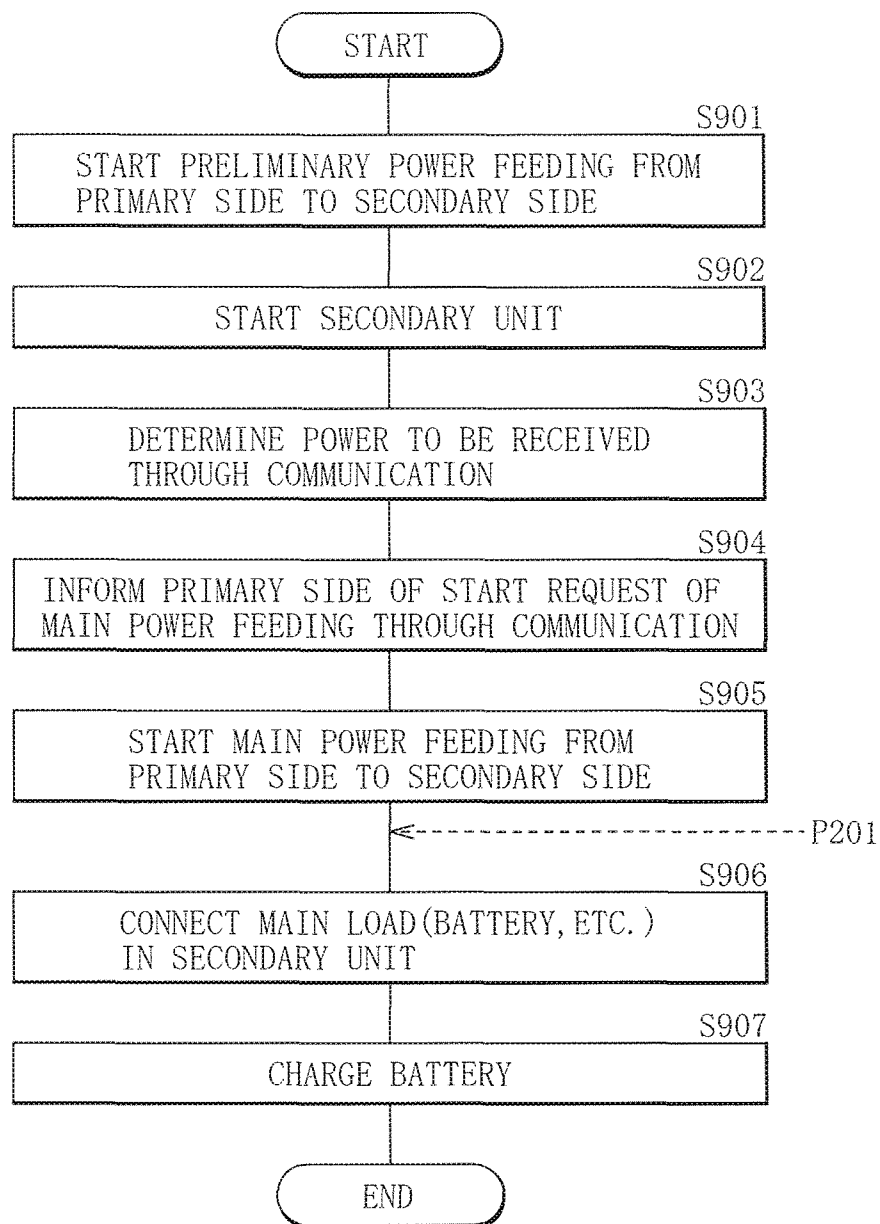 START
S901
START PRELIMINARY POWER FEEDING FROM
PRIMARY SIDE TO SECONDARY SIDE
S902
START SECONDARY UNIT
S903
DETERMINE POWER TO BE RECEIVED
THROUGH COMMUNICATION
S904
INFORM PRIMARY SIDE OF START REQUEST OF
MAIN POWER FEEDING THROUGH COMMUNICATION
S905
START MAIN POWER FEEDING FROM
PRIMARY SIDE TO SECONDARY SIDE
P201
S906
CONNECT MAIN LOAD(BATTERY, ETC.)
IN SECONDARY UNIT
S907
CHARGE BATTERY
END